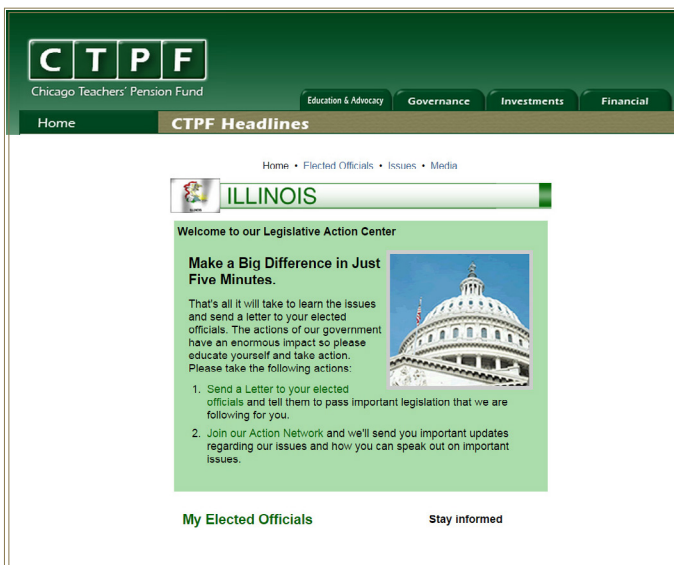 CTPF
Chicago Teachers' Pension Fund
Education & Advocacy Governance Investments Financial
Home CTPF Headlines
Home • Elected Officials • Issues • Media
ILLINOIS
ILLINOIS
Welcome to our Legislative Action Center
Make a Big Difference in Just
Five Minutes.
That's all it will take to learn the issues
and send a letter to your elected
officials. The actions of our government
have an enormous impact so please
educate yourself and take action.
Please take the following actions:
1. Send a Letter to your elected
officials and tell them to pass important legislation that we are
following for you.
2. Join our Action Network and we'll send you important updates
regarding our issues and how you can speak out on important
issues.
My Elected Officials Stay informed